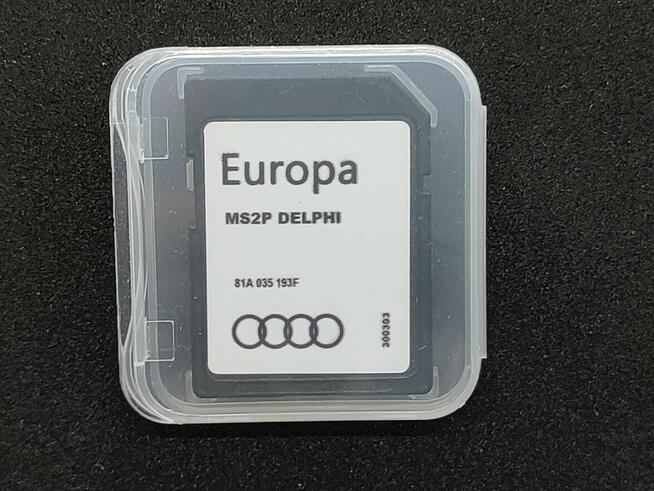 Europa
MS2P DELPHI
81A 035 193F
300303